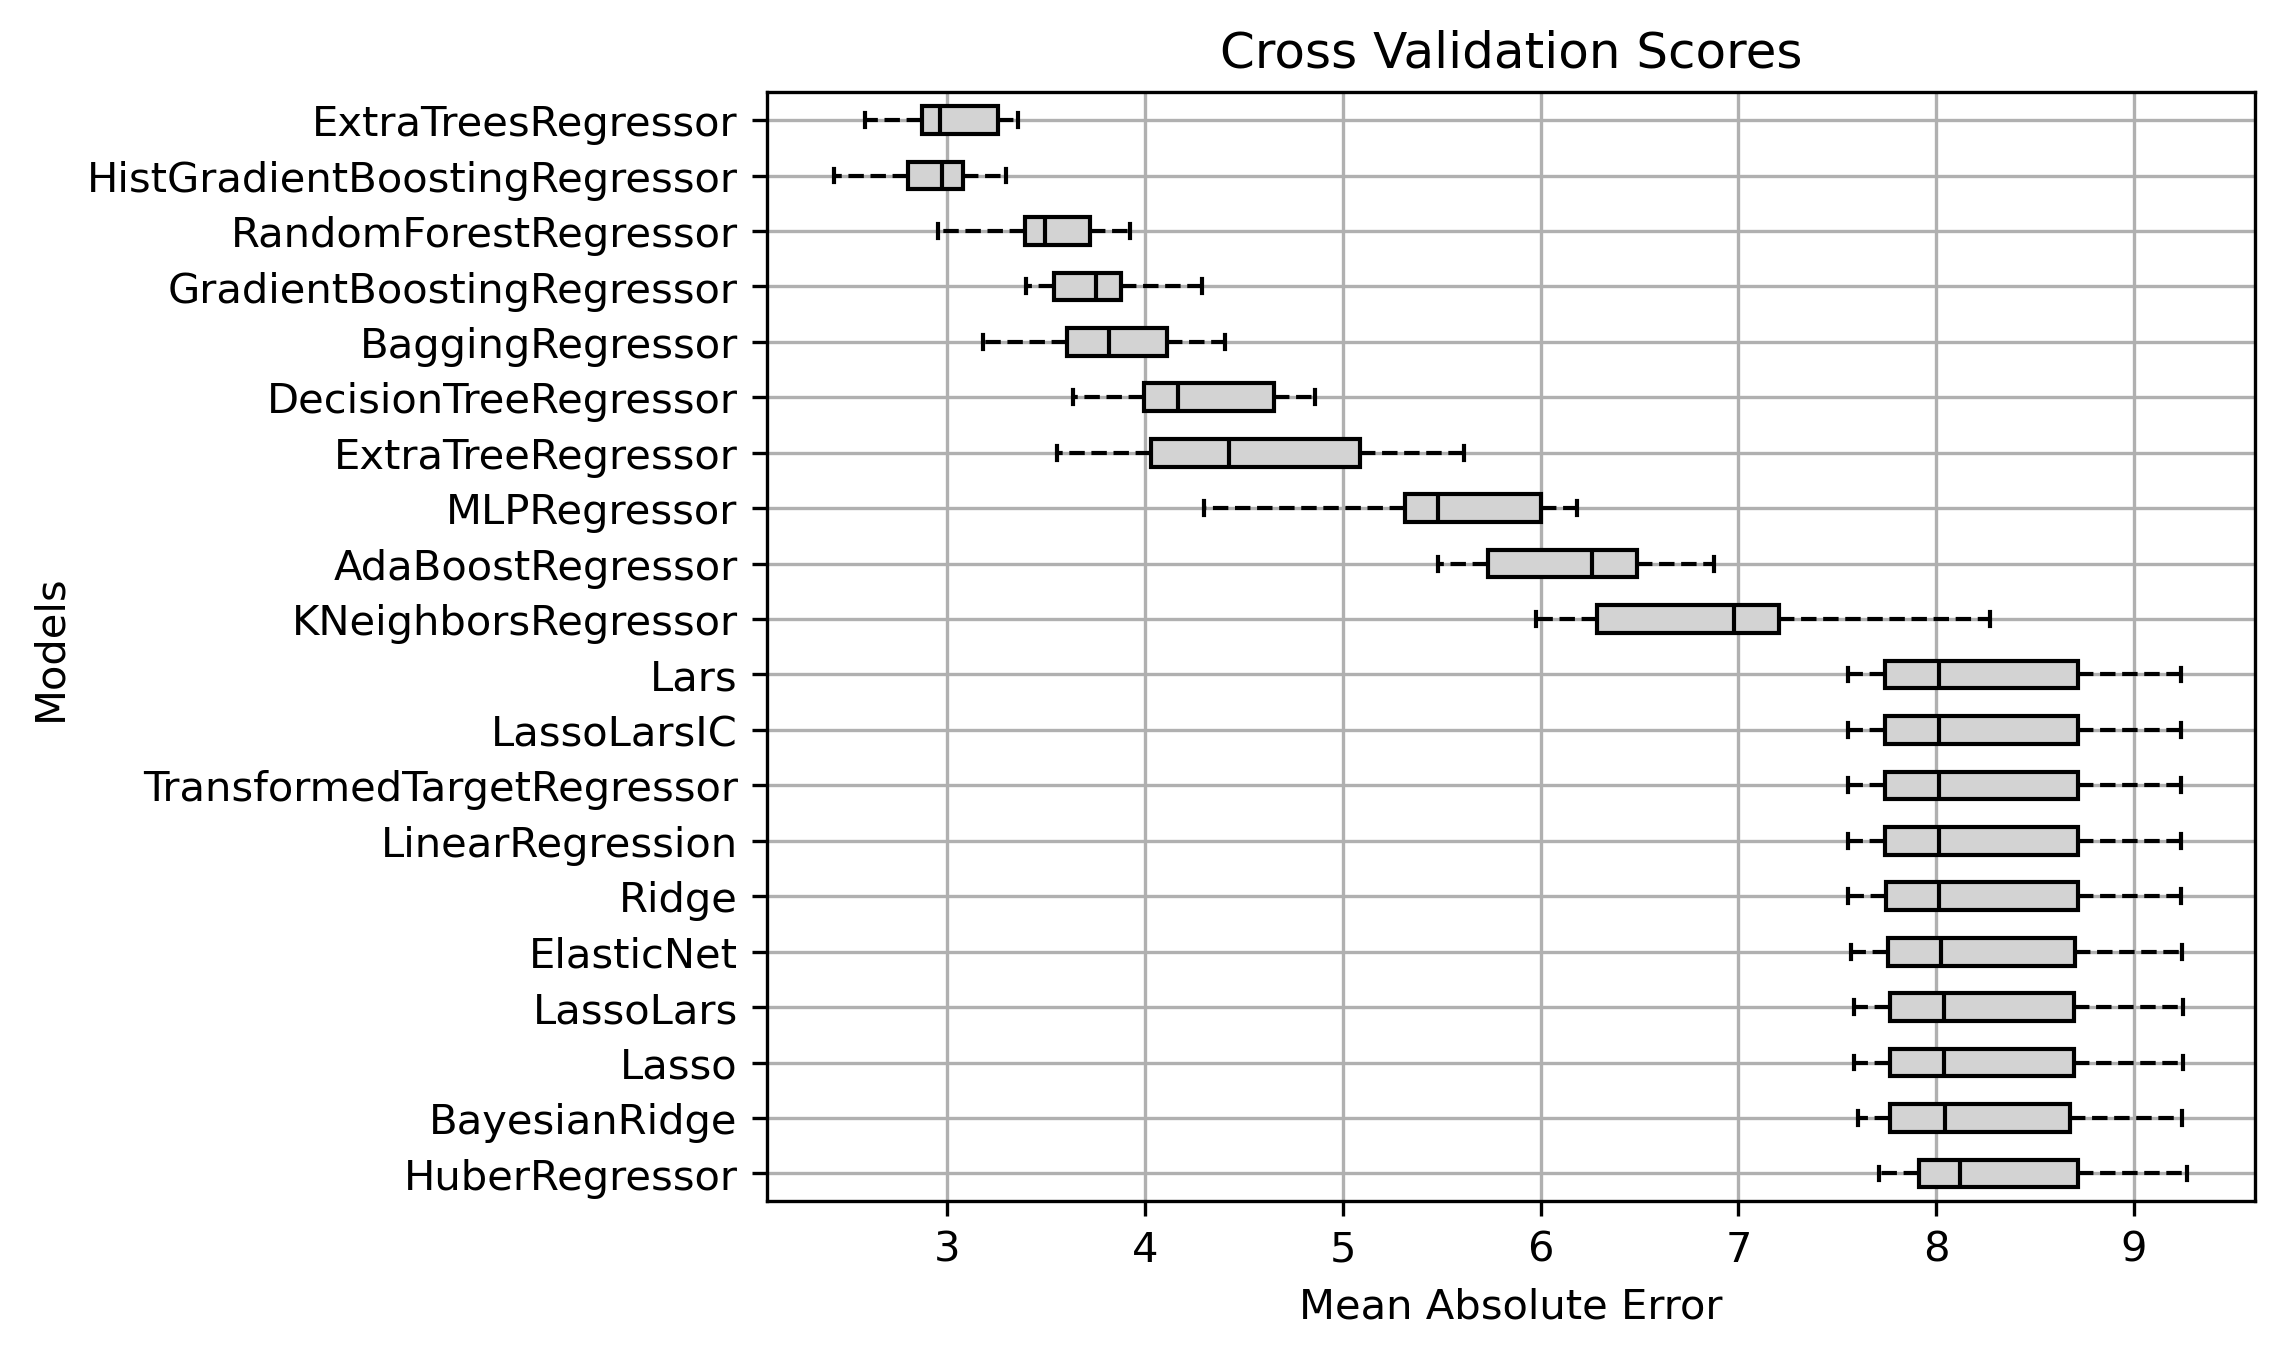 Cross Validation Scores
ExtraTreesRegressor
HistGradientBoostingRegressor
RandomForestRegressor
GradientBoostingRegressor
BaggingRegressor
DecisionTreeRegressor
ExtraTreeRegressor
MLPRegressor
AdaBoostRegressor
KNeighborsRegressor
Lars
LassoLarsIC
TransformedTargetRegressor
LinearRegression
Ridge
ElasticNet
LassoLars
Lasso
BayesianRidge
HuberRegressor
Models
3 4 5 6 7 8 9
Mean Absolute Error